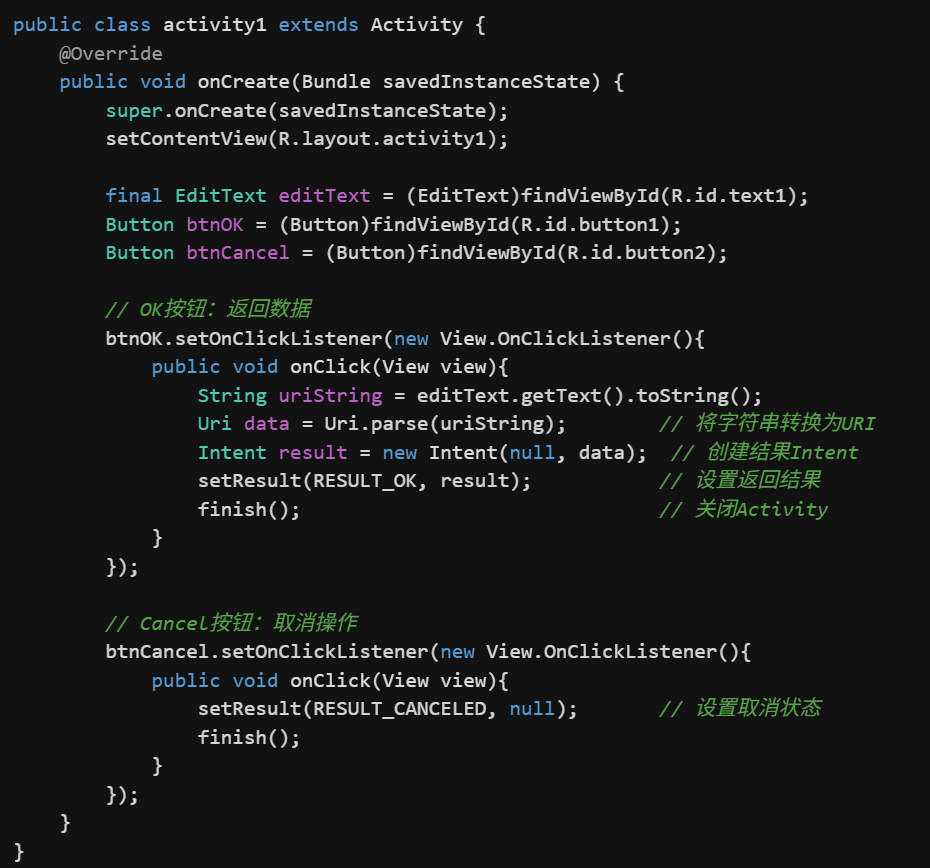 public class activity1 extends Activity {
    @Override
    public void onCreate(Bundle savedInstanceState) {
        super.onCreate(savedInstanceState);
        setContentView(R.layout.activity1);

        final EditText editText = (EditText)findViewById(R.id.text1);
        Button btnOK = (Button)findViewById(R.id.button1);
        Button btnCancel = (Button)findViewById(R.id.button2);

        // OK按钮：返回数据
        btnOK.setOnClickListener(new View.OnClickListener(){
            public void onClick(View view){
                String uriString = editText.getText().toString();
                Uri data = Uri.parse(uriString);        // 将字符串转换为URI
                Intent result = new Intent(null, data);  // 创建结果Intent
                setResult(RESULT_OK, result);           // 设置返回结果
                finish();                               // 关闭Activity
            }
        });

        // Cancel按钮：取消操作
        btnCancel.setOnClickListener(new View.OnClickListener(){
            public void onClick(View view){
                setResult(RESULT_CANCELED, null);       // 设置取消状态
                finish();
            }
        });
    }
}